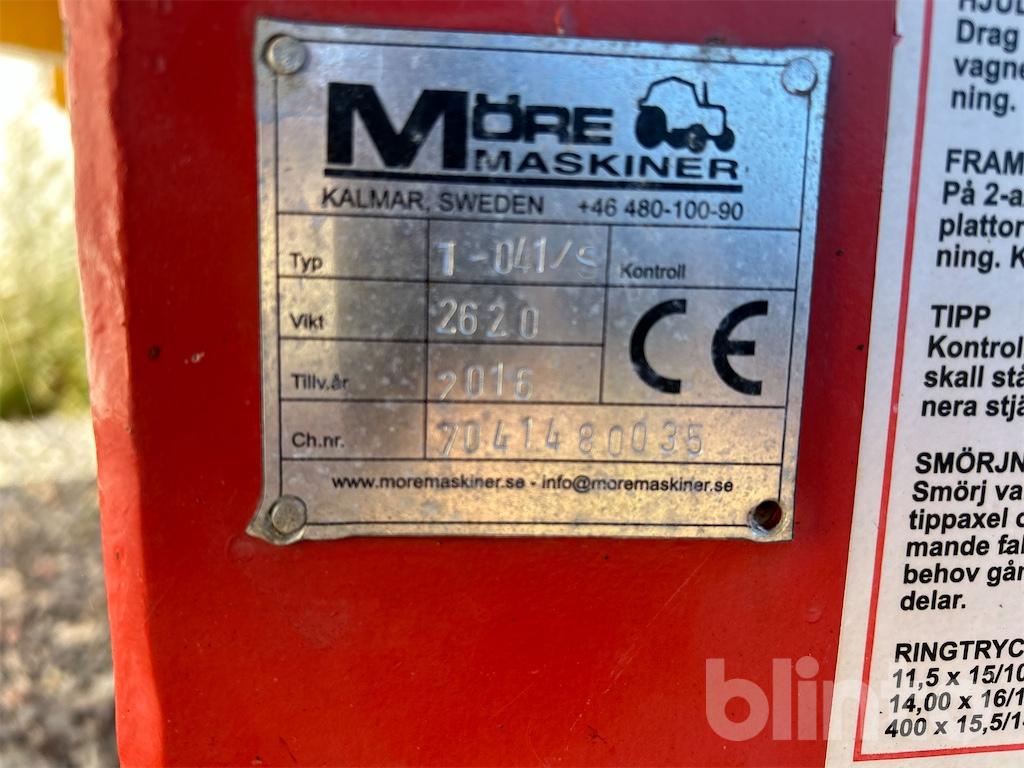 MÖRE
MASKINER
KALMAR, SWEDEN +46 480-100-90
Typ T-041/S Kontroll
Vikt 2620 CE
Tillv.år 2016
Ch.nr. 7041480035
www.moremaskiner.se - info@moremaskiner.se
HJUL
Drag
vagne
ning.
FRAM
På 2-a
plattor
ning. K
TIPP
Kontrol
skall stå
nera stjä
SMÖRJN
Smörj va
tippaxel
mande fal
behov går
delar.
RINGTRYC
11,5 x 15/10
14,00 x 16/1
400 x 15,5/14
blin